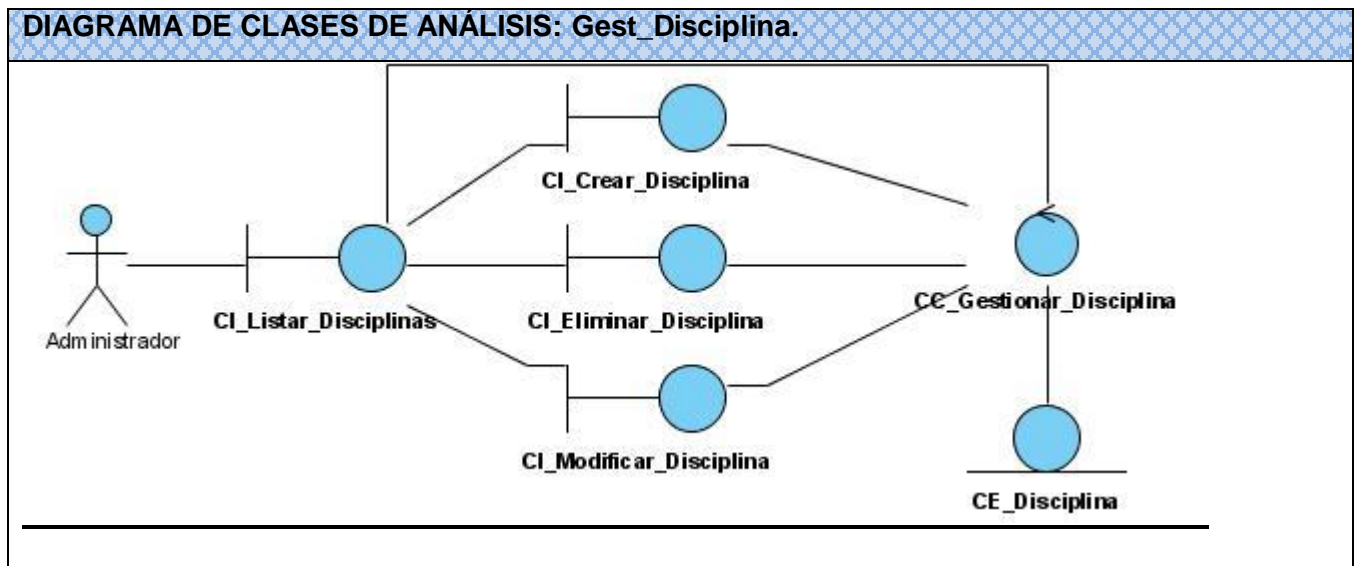 DIAGRAMA DE CLASES DE ANÁLISIS: Gest_Disciplina.
CI_Crear_Disciplina
Administrador
CI_Listar_Disciplinas
CI_Eliminar_Disciplina
CC_Gestionar_Disciplina
CI_Modificar_Disciplina
CE_Disciplina